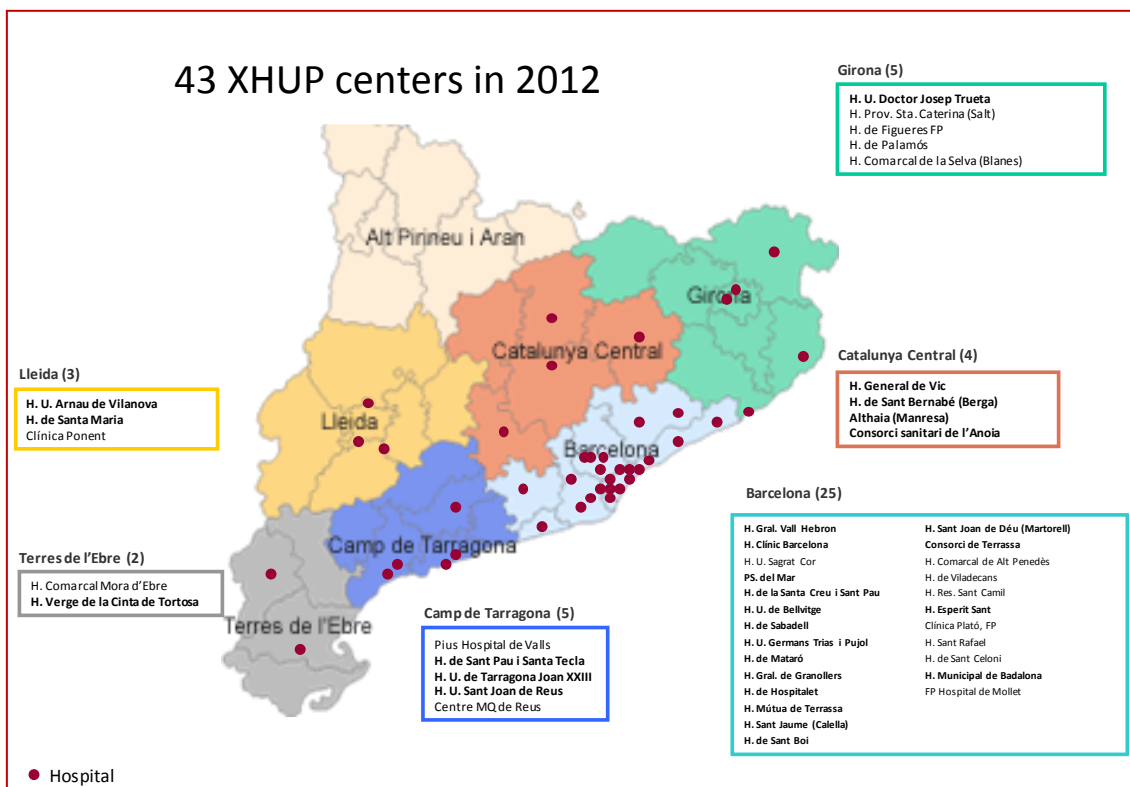 43 XHUP centers in 2012
Girona (5)
H. U. Doctor Josep Trueta
H. Prov. Sta. Caterina (Salt)
H. de Figueres FP
H. de Palamós
H. Comarcal de la Selva (Blanes)
Alt Pirineu i Aran
Girona
Catalunya Central
Lleida
Barcelona
Camp de Tarragona
Terres de l'Ebre
Lleida (3)
H. U. Arnau de Vilanova
H. de Santa Maria
Clínica Ponent
Catalunya Central (4)
H. General de Vic
H. de Sant Bernabé (Berga)
Althaia (Manresa)
Consorci sanitari de l’Anoia
Terres de l’Ebre (2)
H. Comarcal Mora d’Ebre
H. Verge de la Cinta de Tortosa
Camp de Tarragona (5)
Pius Hospital de Valls
H. de Sant Pau i Santa Tecla
H. U. de Tarragona Joan XXIII
H. U. Sant Joan de Reus
Centre MQ de Reus
Barcelona (25)
H. Gral. Vall Hebron
H. Clínic Barcelona
H. U. Sagrat Cor
PS. del Mar
H. de la Santa Creu i Sant Pau
H. U. de Bellvitge
H. de Sabadell
H. U. Germans Trias i Pujol
H. de Mataró
H. Gral. de Granollers
H. de Hospitalet
H. Mútua de Terrassa
H. Sant Jaume (Calella)
H. de Sant Boi
H. Sant Joan de Déu (Martorell)
Consorci de Terrassa
H. Comarcal de Alt Penedès
H. de Viladecans
H. Res. Sant Camil
H. Esperit Sant
Clínica Plató, FP
H. Sant Rafael
H. de Sant Celoni
H. Municipal de Badalona
FP Hospital de Mollet
Hospital